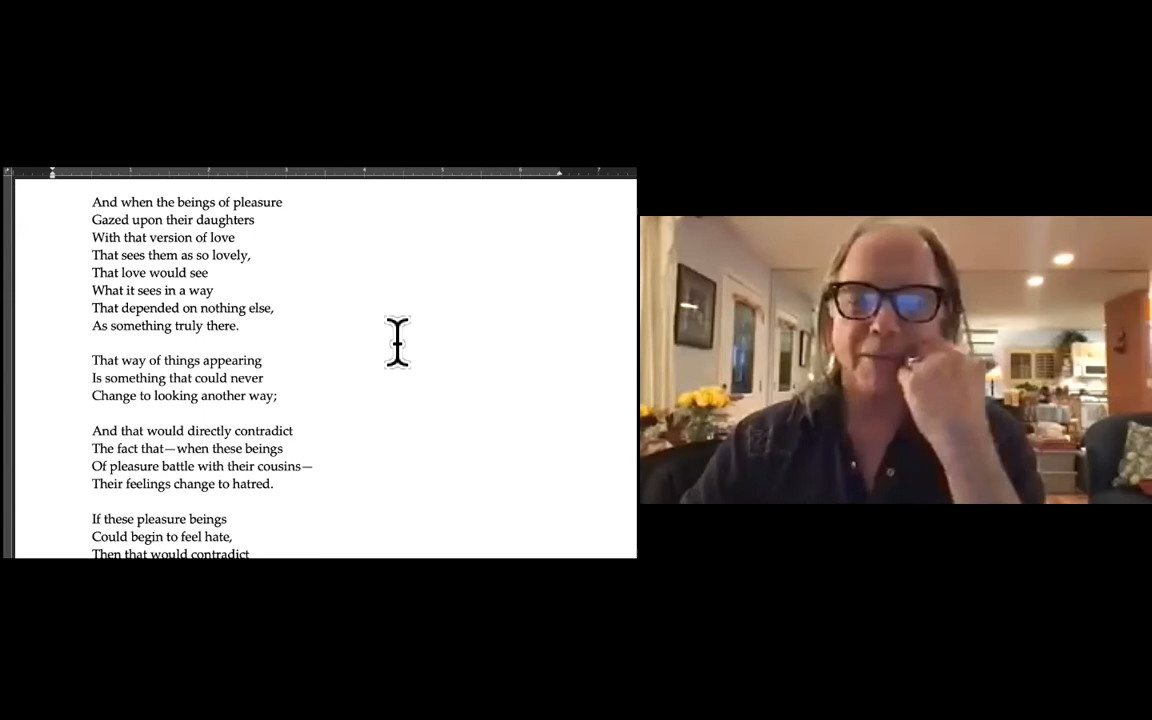 And when the beings of pleasure
Gazed upon their daughters
With that version of love
That sees them as so lovely,
That love would see
What it sees in a way
That depended on nothing else,
As something truly there.
That way of things appearing
Is something that could never
Change to looking another way;
And that would directly contradict
The fact that—when these beings
Of pleasure battle with their cousins—
Their feelings change to hatred.
If these pleasure beings
Could begin to feel hate,
Then that would contradict